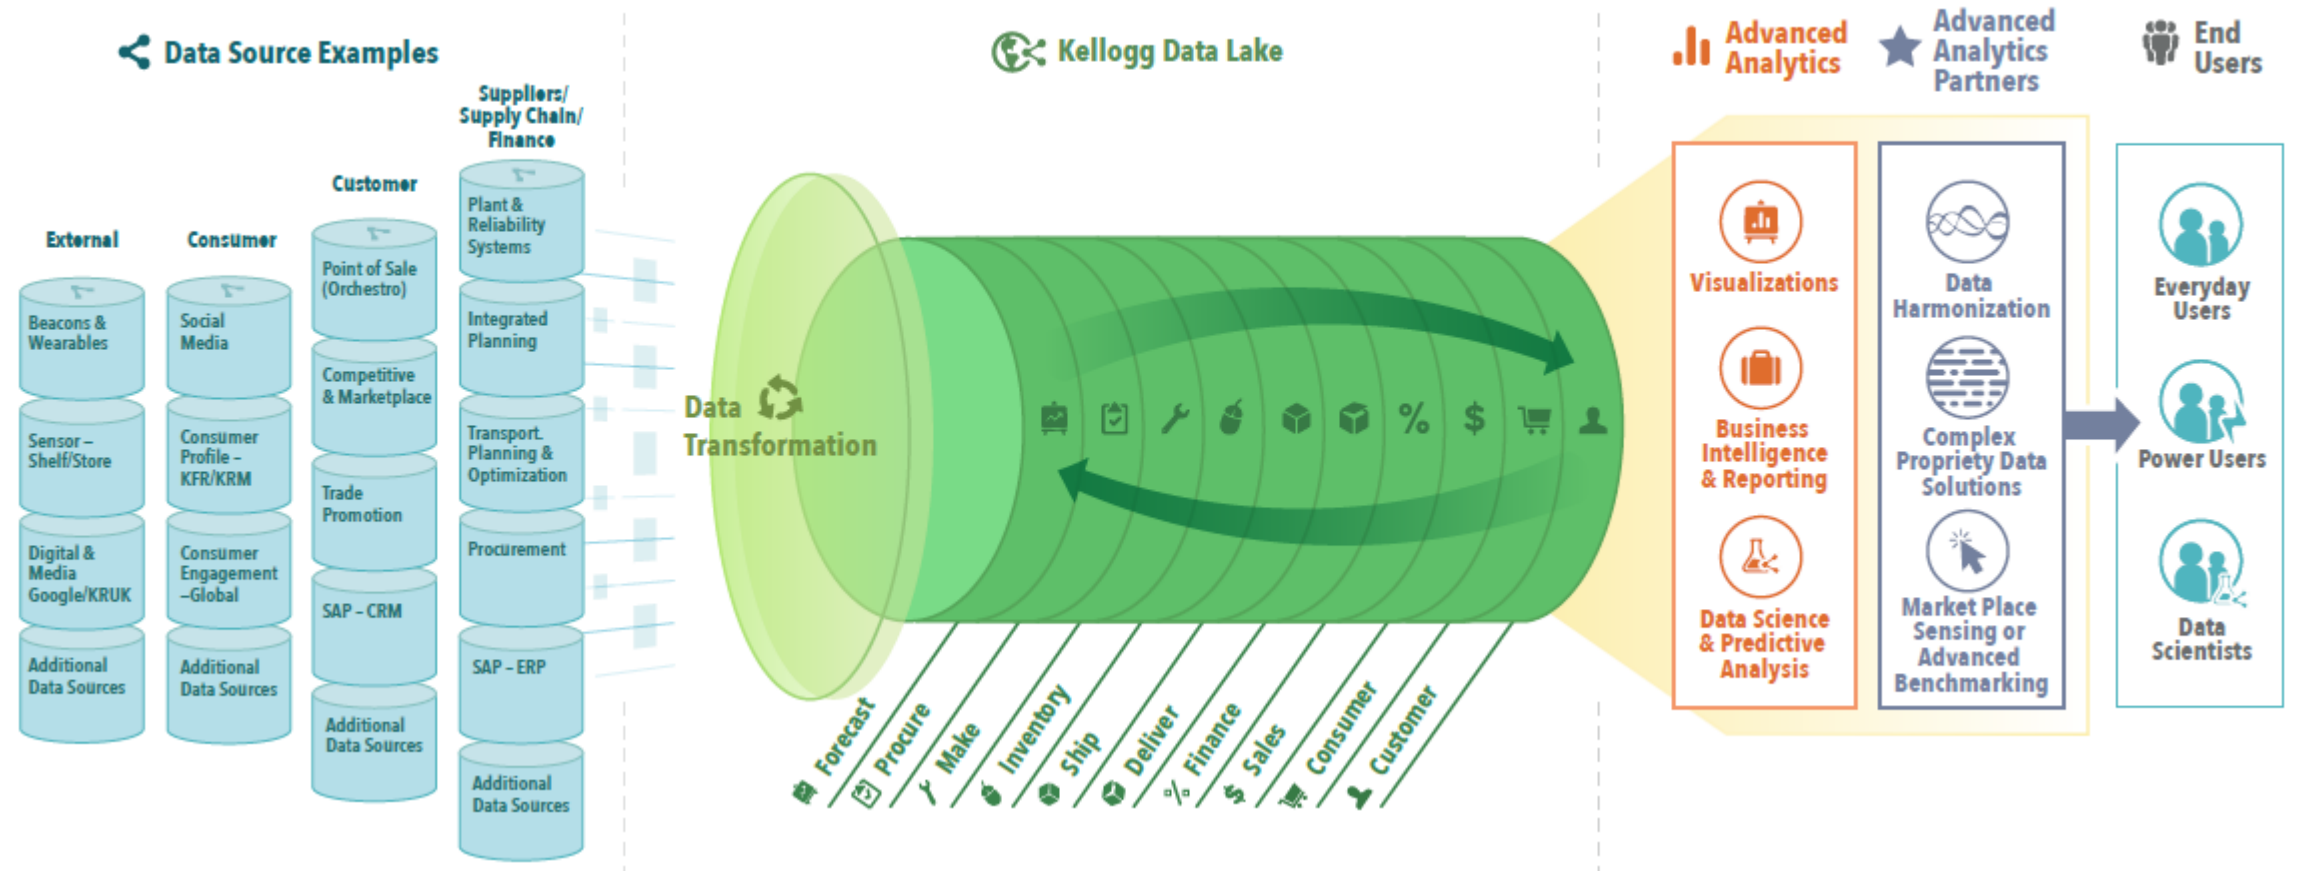 Data Source Examples
External
Beacons &
Wearables
Sensor –
Shelf/Store
Digital &
Media
Google/KRUK
Additional
Data Sources
Consumer
Social
Media
Consumer
Profile –
KFR/KRM
Consumer
Engagement
–Global
Additional
Data Sources
Customer
Point of Sale
(Orchestro)
Competitive
& Marketplace
Trade
Promotion
SAP – CRM
Additional
Data Sources
Suppliers/
Supply Chain/
Finance
Plant &
Reliability
Systems
Integrated
Planning
Transport.
Planning &
Optimization
Procurement
SAP – ERP
Additional
Data Sources
Kellogg Data Lake
Data
Transformation
% $
Forecast
Procure
Make
Inventory
Ship
Deliver
% Finance
$ Sales
Consumer
Customer
Advanced
Analytics
Visualizations
Business
Intelligence
& Reporting
Data Science
& Predictive
Analysis
Advanced
Analytics
Partners
Data
Harmonization
Complex
Propriety Data
Solutions
Market Place
Sensing or
Advanced
Benchmarking
End
Users
Everyday
Users
Power Users
Data
Scientists